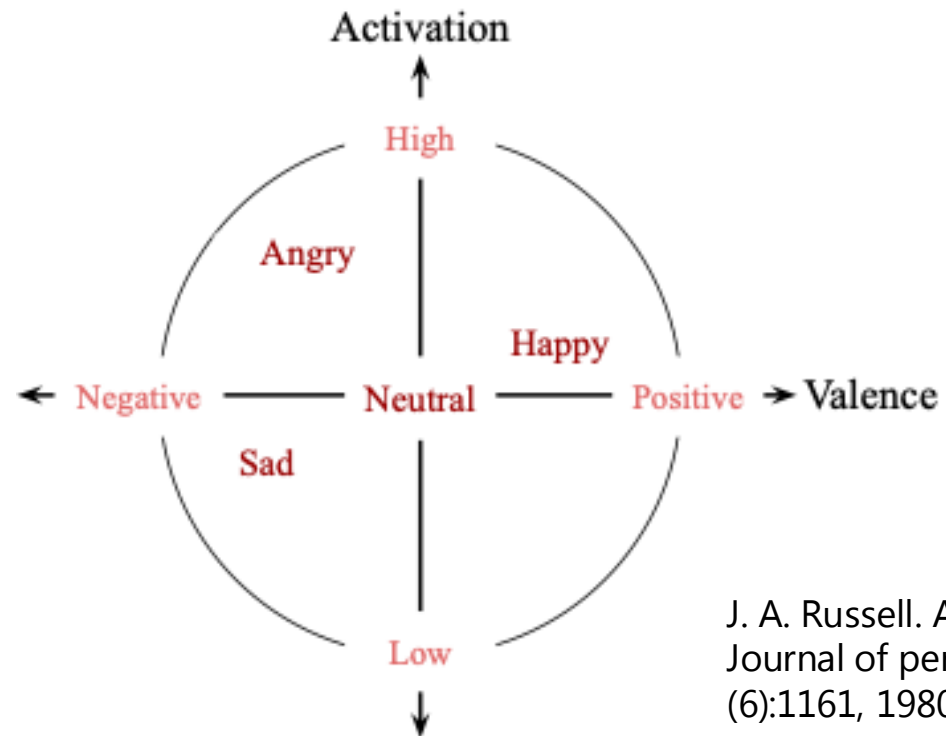 Activation
High
Angry
Happy
Negative Neutral Positive Valence
Sad
Low
J. A. Russell. A
Journal of per
(6):1161, 1980